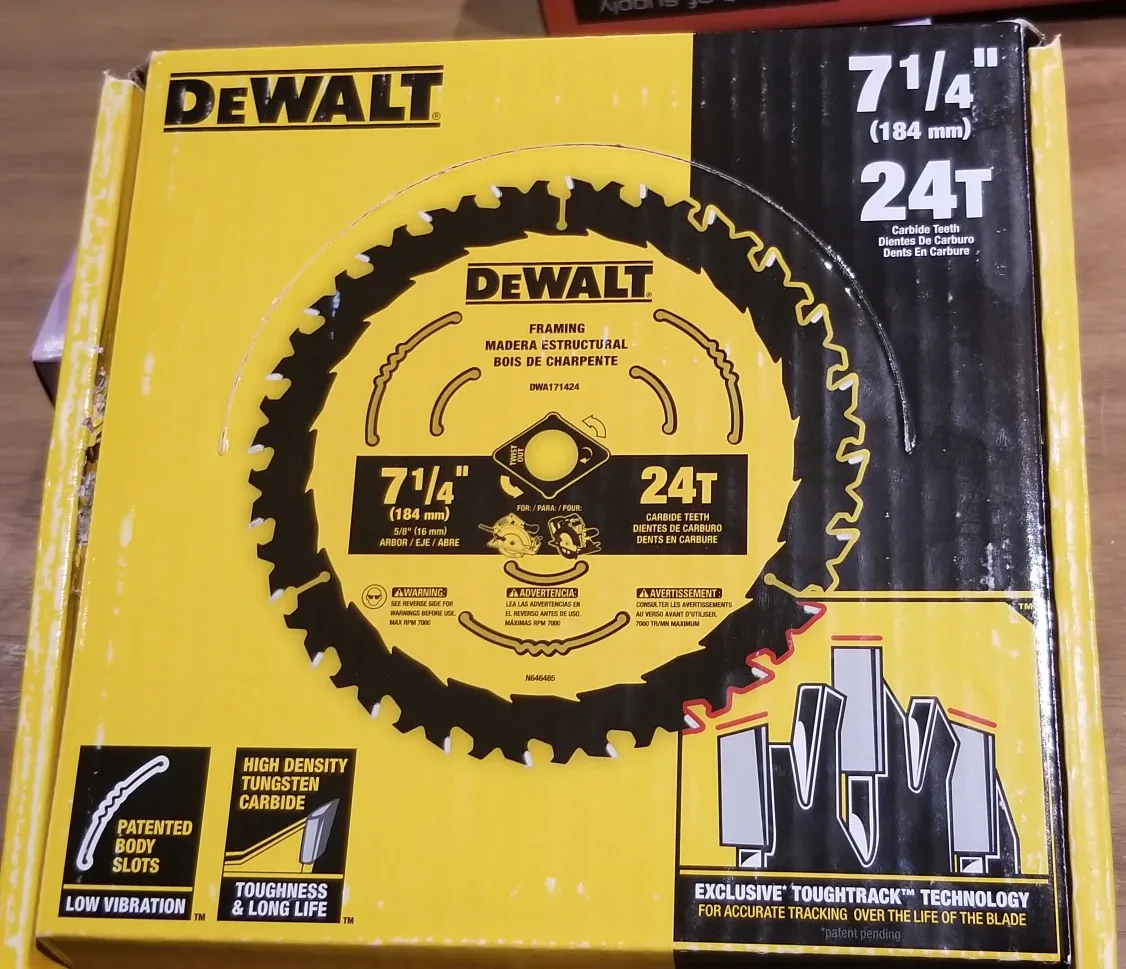 DEWALT®
7 1/4"
(184 mm)
24T
Carbide Teeth
Dientes De Carburo
Dents En Carbure
DEWALT®
FRAMING
MADERA ESTRUCTURAL
BOIS DE CHARPENTE
DWA171424
TWIST
OUT
7 1/4"
(184 mm)
5/8" (16 mm)
ARBOR / EJE / ABRE
FOR: / PARA: / POUR:
24T
CARBIDE TEETH
DIENTES DE CARBURO
DENTS EN CARBURE
WARNING:
SEE REVERSE SIDE FOR
WARNINGS BEFORE USE.
MAX RPM 7000
ADVERTENCIA:
LEA LAS ADVERTENCIAS EN
EL REVERSO ANTES DE USO.
MÁXIMAS RPM 7000
AVERTISSEMENT:
CONSULTER LES AVERTISSEMENTS
AU VERSO AVANT D'UTILISER.
7000 TR/MN MAXIMUM
N646485
PATENTED
BODY
SLOTS
LOW VIBRATION™
HIGH DENSITY
TUNGSTEN
CARBIDE
TOUGHNESS
& LONG LIFE™
TM
EXCLUSIVE* TOUGHTRACK™ TECHNOLOGY
FOR ACCURATE TRACKING OVER THE LIFE OF THE BLADE
*patent pending